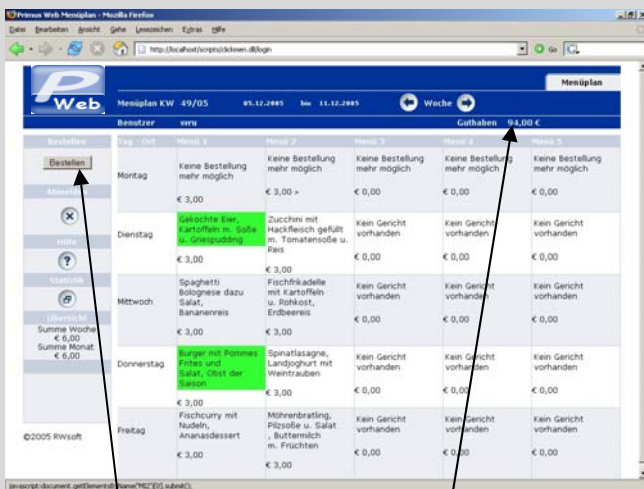 Primus Web Menüplan - Mozilla Firefox
Datei Bearbeiten Ansicht Gehe Lesezeichen Extras Hilfe
http://localhost/scripts/clickmen.dll/login
Go
P
Web
Menüplan
Menüplan KW 49/05 05.12.2005 bis 11.12.2005 Woche
Benutzer voru Guthaben 94,00 €
Bestellen
Bestellen
Abmelden
Hilfe
?
Statistik
Übersicht
Summe Woche
€ 6,00
Summe Monat
€ 6,00
©2005 RWsoft
Tag - Ort Menü 1 Menü 2 Menü 3 Menü 4 Menü 5
Montag
Keine Bestellung
mehr möglich
€ 3,00
Keine Bestellung
mehr möglich
€ 3,00 >
Keine Bestellung
mehr möglich
€ 0,00
Keine Bestellung
mehr möglich
€ 0,00
Keine Bestellung
mehr möglich
€ 0,00
Dienstag
Gekochte Eier,
Kartoffeln m. Soße
u. Griespudding
€ 3,00
Zucchini mit
Hackfleisch gefüllt
m. Tomatensoße u.
Reis
€ 3,00
Kein Gericht
vorhanden
€ 0,00
Kein Gericht
vorhanden
€ 0,00
Kein Gericht
vorhanden
€ 0,00
Mittwoch
Spaghetti
Bolognese dazu
Salat,
Bananenreis
€ 3,00
Fischfrikadelle
mit Kartoffeln
u. Rohkost,
Erdbeereis
€ 3,00
Kein Gericht
vorhanden
€ 0,00
Kein Gericht
vorhanden
€ 0,00
Kein Gericht
vorhanden
€ 0,00
Donnerstag
Burger mit Pommes
Frites und
Salat, Obst der
Saison
€ 3,00
Spinatlasagne,
Landjoghurt mit
Weintrauben
€ 3,00
Kein Gericht
vorhanden
€ 0,00
Kein Gericht
vorhanden
€ 0,00
Kein Gericht
vorhanden
€ 0,00
Freitag
Fischcurry mit
Nudeln,
Ananasdessert
€ 3,00
Möhrenbratling,
Pilzsoße u. Salat
, Buttermilch
m. Früchten
€ 3,00
Kein Gericht
vorhanden
€ 0,00
Kein Gericht
vorhanden
€ 0,00
Kein Gericht
vorhanden
€ 0,00
javascript:document.getElementsByName("MS2")[0].submit();